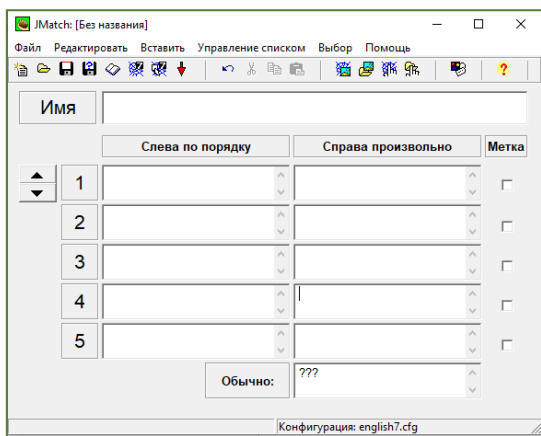 JMatch: [Без названия]
Файл Редактировать Вставить Управление списком Выбор Помощь
Имя
Слева по порядку Справа произвольно Метка
1
2
3
4
5
Обычно: ???
Конфигурация: english7.cfg